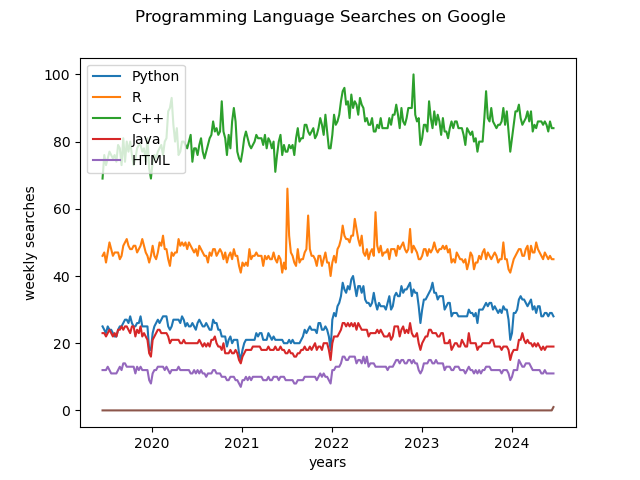 Programming Language Searches on Google
100
80
60
40
20
0
weekly searches
Python
R
C++
Java
HTML
2020 2021 2022 2023 2024
years